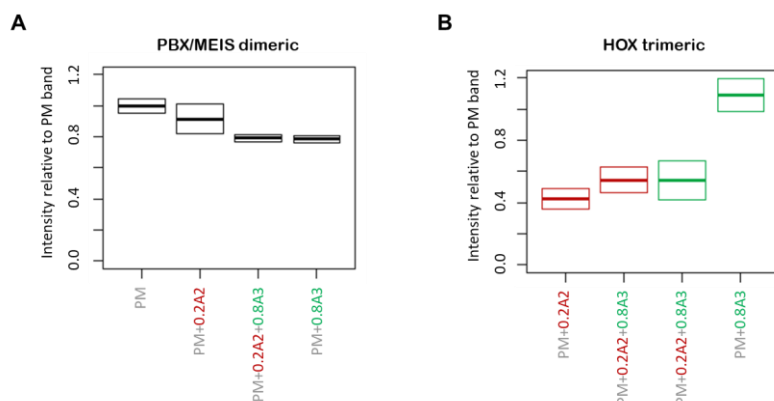 A
PBX/MEIS dimeric
Intensity relative to PM band
1.2
0.8
0.4
0.0
PM
PM+0.2A2
PM+0.2A2+0.8A3
PM+0.8A3
B
HOX trimeric
Intensity relative to PM band
1.2
0.8
0.4
0.0
PM+0.2A2
PM+0.2A2+0.8A3
PM+0.2A2+0.8A3
PM+0.8A3